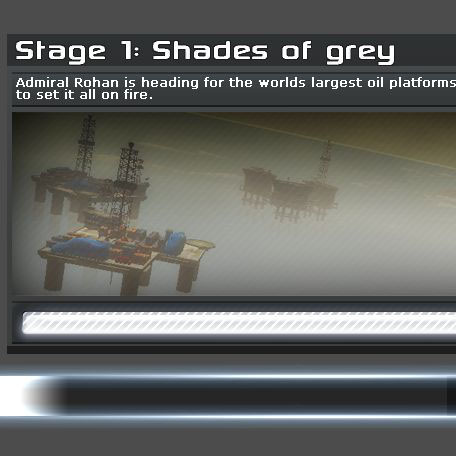 Stage 1: Shades of grey
Admiral Rohan is heading for the worlds largest oil platforms
to set it all on fire.